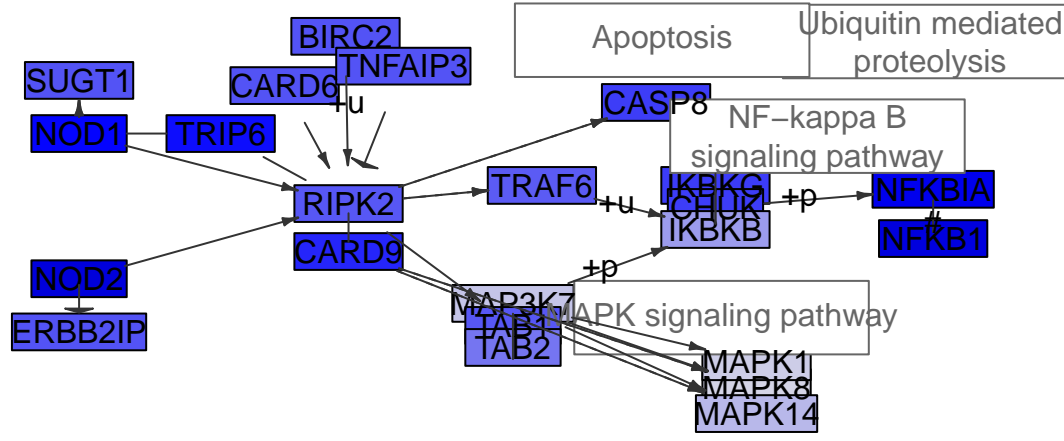 BIRC2
Apoptosis
Ubiquitin mediated
proteolysis
TNFAIP3
SUGT1
CARD6
+u
CASP8
NOD1
TRIP6
NF−kappa B
signaling pathway
RIPK2
TRAF6
+u
IKBKG
CHUK
IKBKB
+p
NFKBIA
#
NFKB1
CARD9
NOD2
+p
ERBB2IP
MAP3K7
TAB1
TAB2
MAPK signaling pathway
MAPK1
MAPK8
MAPK14